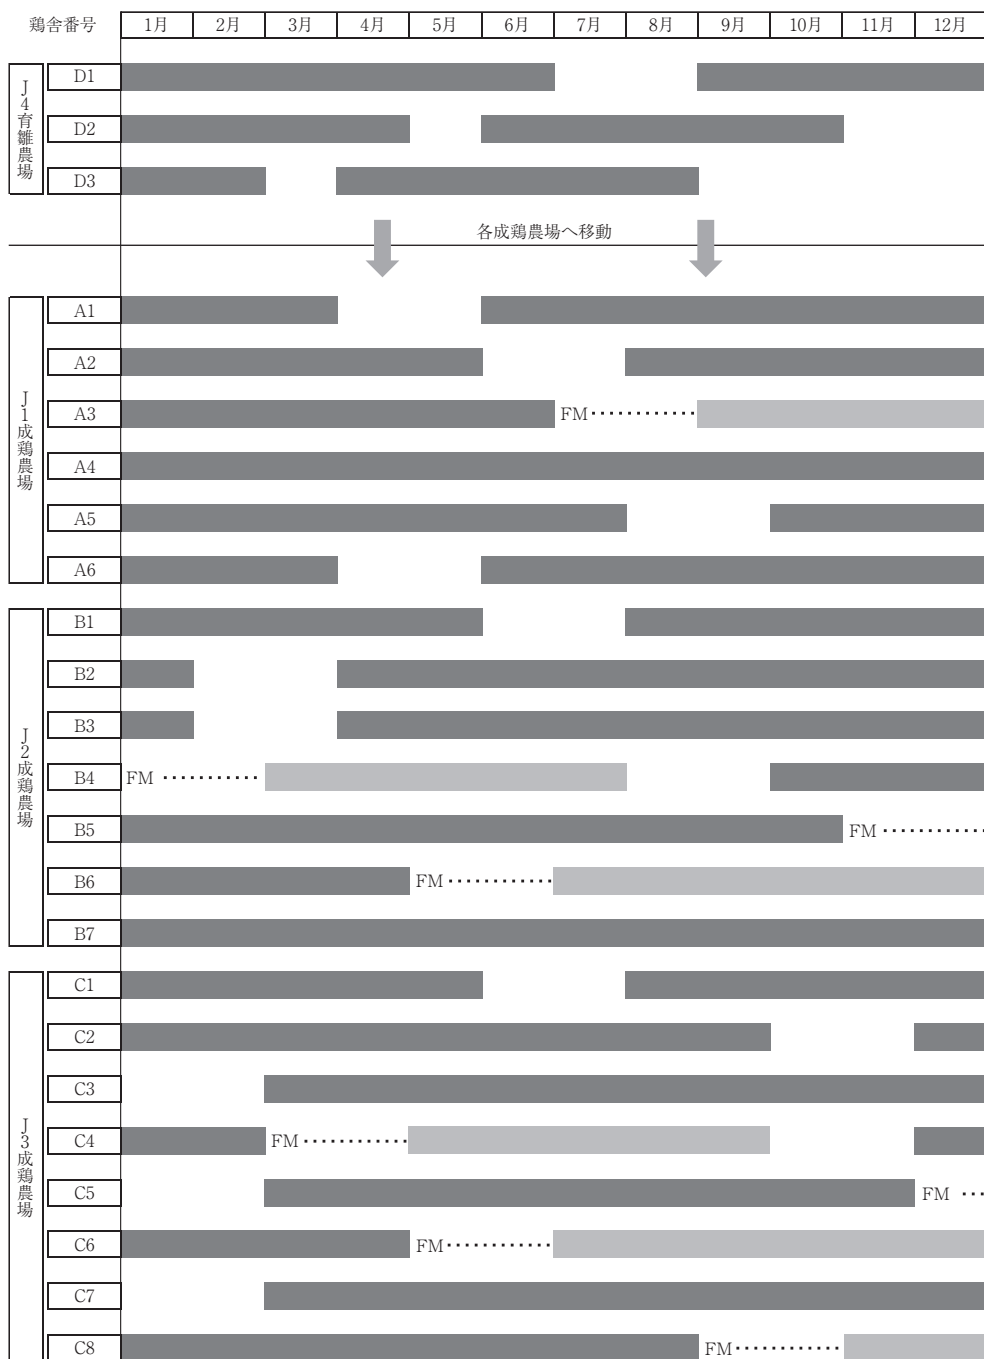 鶏舎番号 1月 2月 3月 4月 5月 6月 7月 8月 9月 10月 11月 12月
J4育雛農場
D1
D2
D3
各成鶏農場へ移動
J1成鶏農場
A1
A2
A3 FM
A4
A5
A6
J2成鶏農場
B1
B2
B3
B4 FM
B5 FM
B6 FM
B7
J3成鶏農場
C1
C2
C3
C4 FM
C5 FM
C6 FM
C7
C8 FM